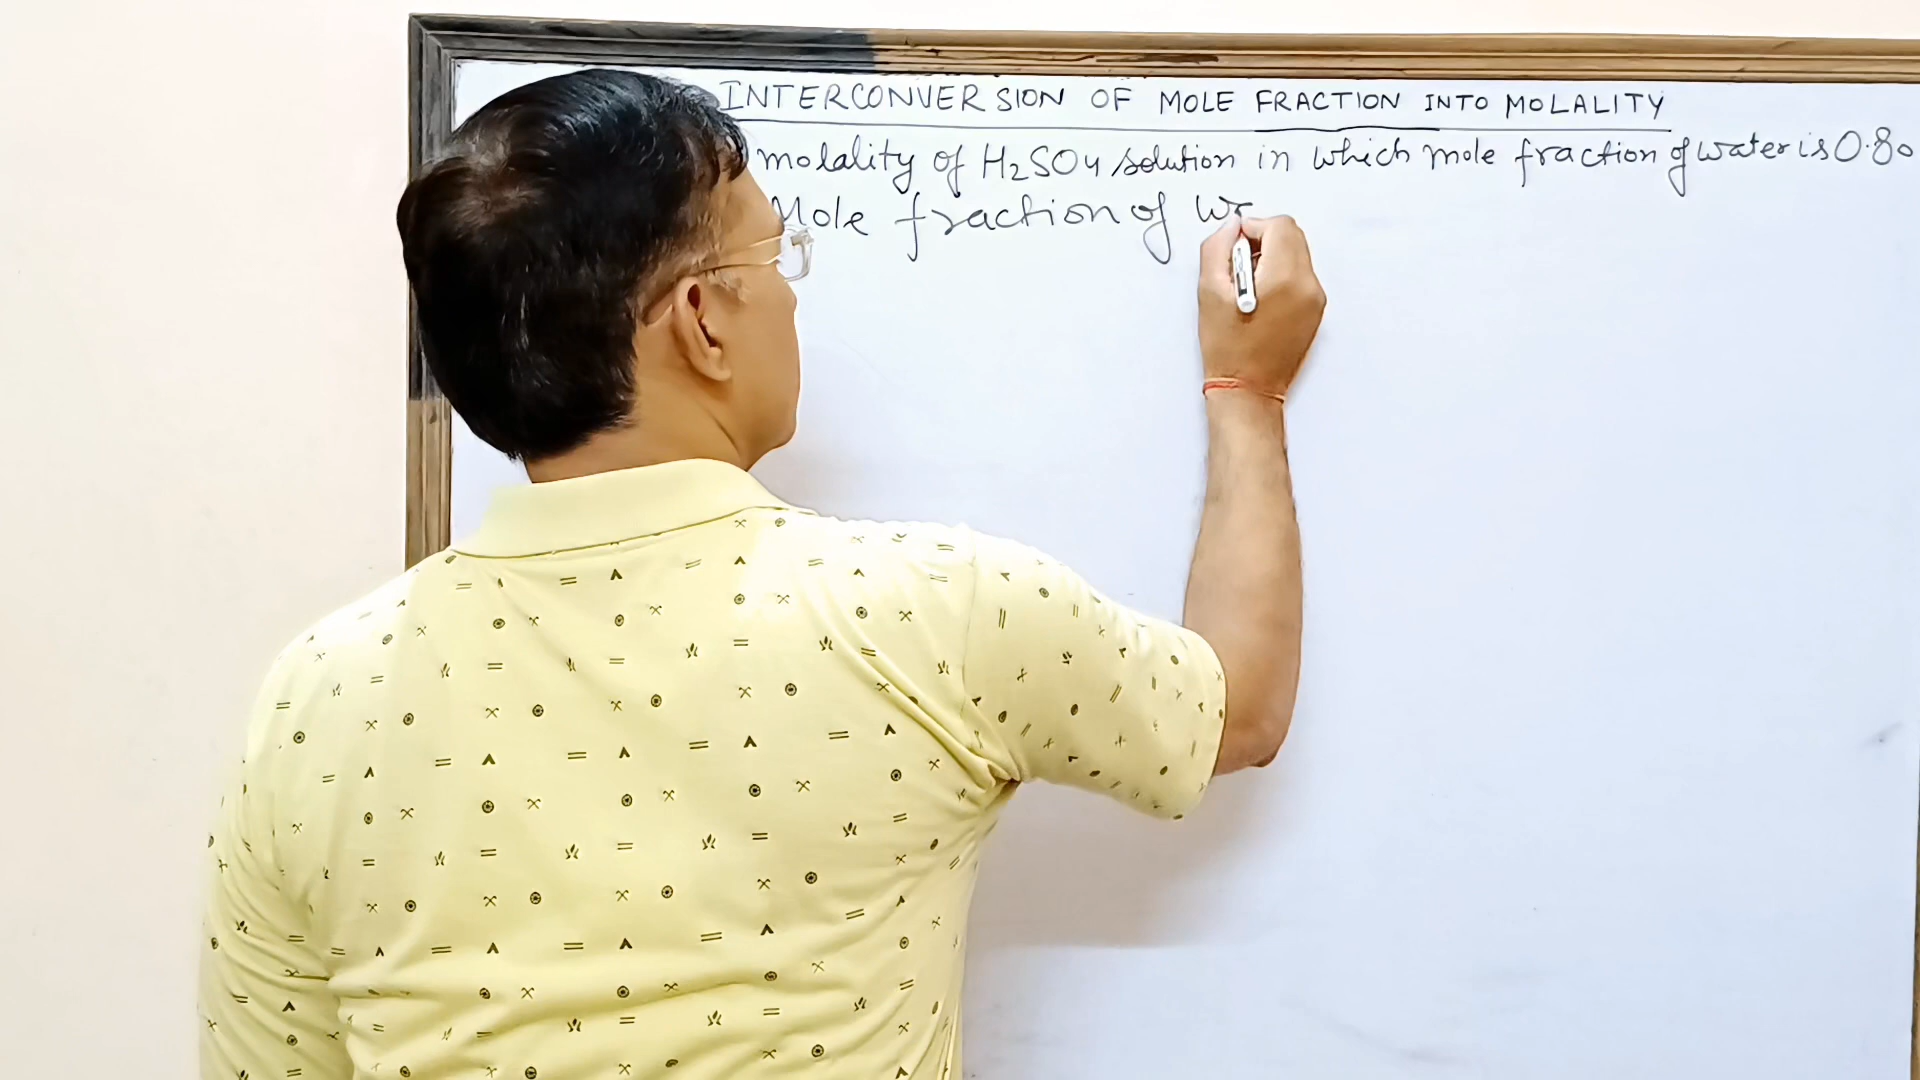 INTERCONVERSION OF MOLE FRACTION INTO MOLALITY
molality of H2SO4 solution in which mole fraction of water is 0.80
Mole fraction of